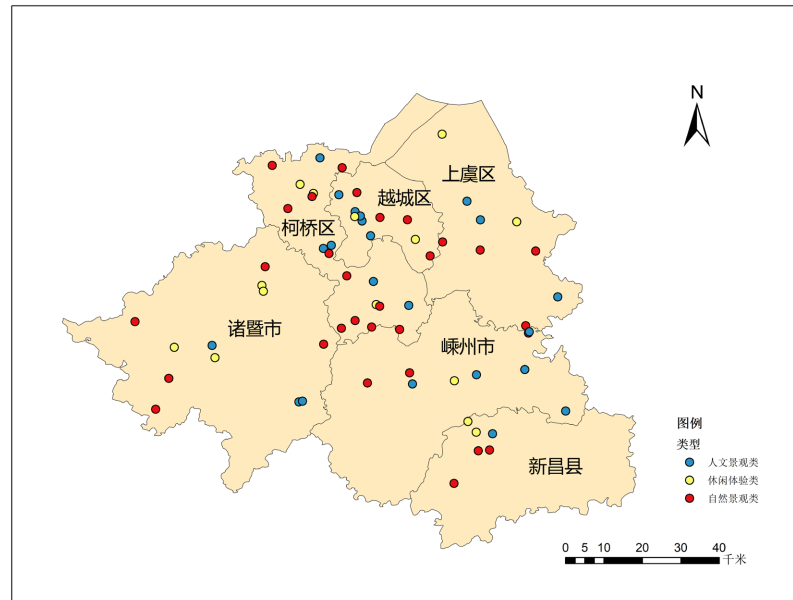 N
上虞区
越城区
柯桥区
诸暨市
嵊州市
新昌县
图例
类型
人文景观类
休闲体验类
自然景观类
0 5 10 20 30 40
千米